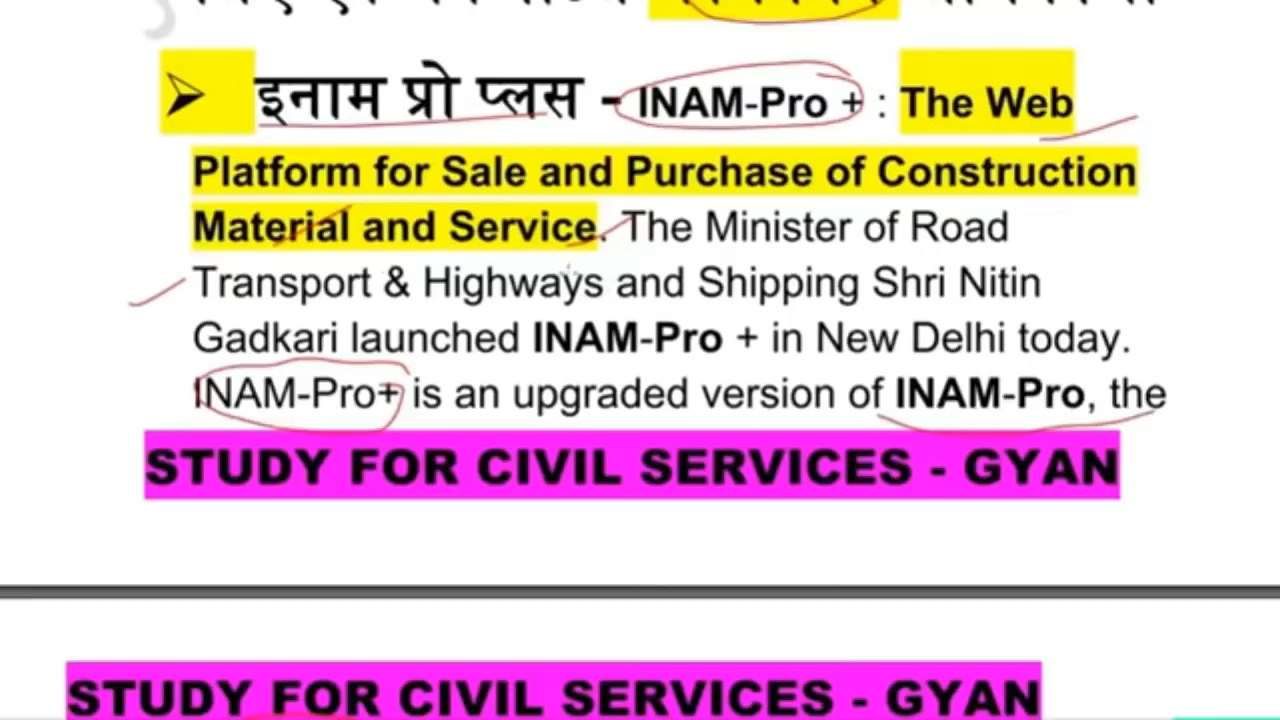 ➢ इनाम प्रो प्लस - INAM-Pro + : The Web
Platform for Sale and Purchase of Construction
Material and Service. The Minister of Road
Transport & Highways and Shipping Shri Nitin
Gadkari launched INAM-Pro + in New Delhi today.
INAM-Pro+ is an upgraded version of INAM-Pro, the
STUDY FOR CIVIL SERVICES - GYAN
STUDY FOR CIVIL SERVICES - GYAN